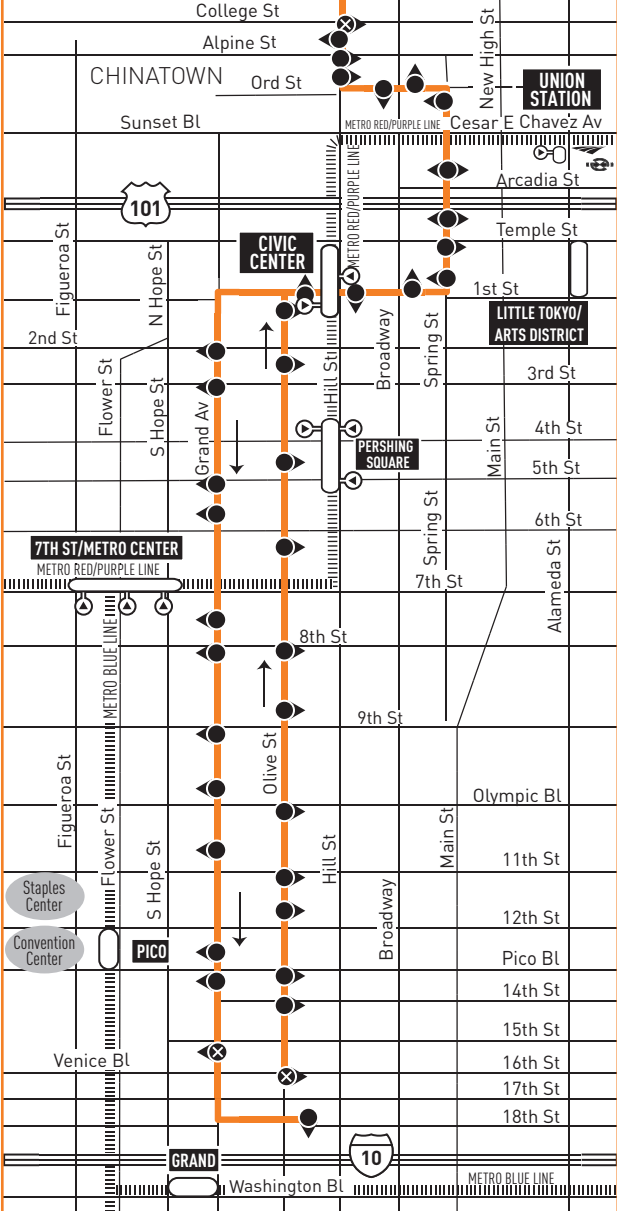 College St
Alpine St
New High St
CHINATOWN
Ord St
UNION
STATION
Sunset Bl
METRO RED/PURPLE LINE
Cesar E Chavez Av
METRO RED/PURPLE LINE
Arcadia St
101
Temple St
Figueroa St
N Hope St
CIVIC
CENTER
1st St
LITTLE TOKYO/
ARTS DISTRICT
2nd St
Flower St
S Hope St
Grand Av
Hill St
Broadway
Spring St
3rd St
Main St
4th St
PERSHING
SQUARE
5th St
6th St
Spring St
7TH ST/METRO CENTER
METRO RED/PURPLE LINE
7th St
Alameda St
METRO BLUE LINE
8th St
9th St
Figueroa St
Olive St
Olympic Bl
Flower St
S Hope St
Hill St
Main St
11th St
Staples
Center
Broadway
12th St
Convention
Center
PICO
Pico Bl
14th St
15th St
Venice Bl
16th St
17th St
18th St
GRAND
10
Washington Bl
METRO BLUE LINE